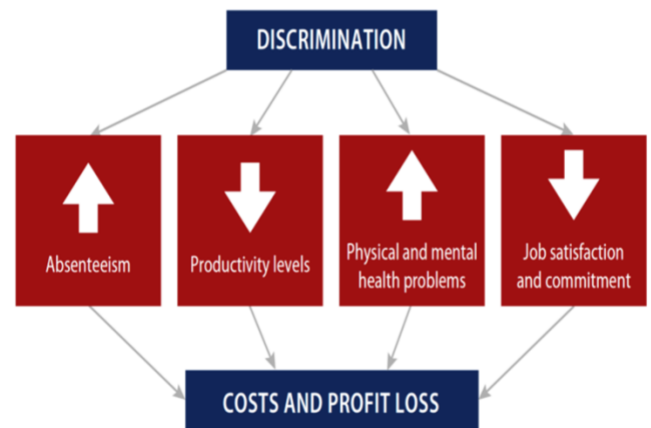 DISCRIMINATION
Absenteeism
Productivity levels
Physical and mental
health problems
Job satisfaction
and commitment
COSTS AND PROFIT LOSS